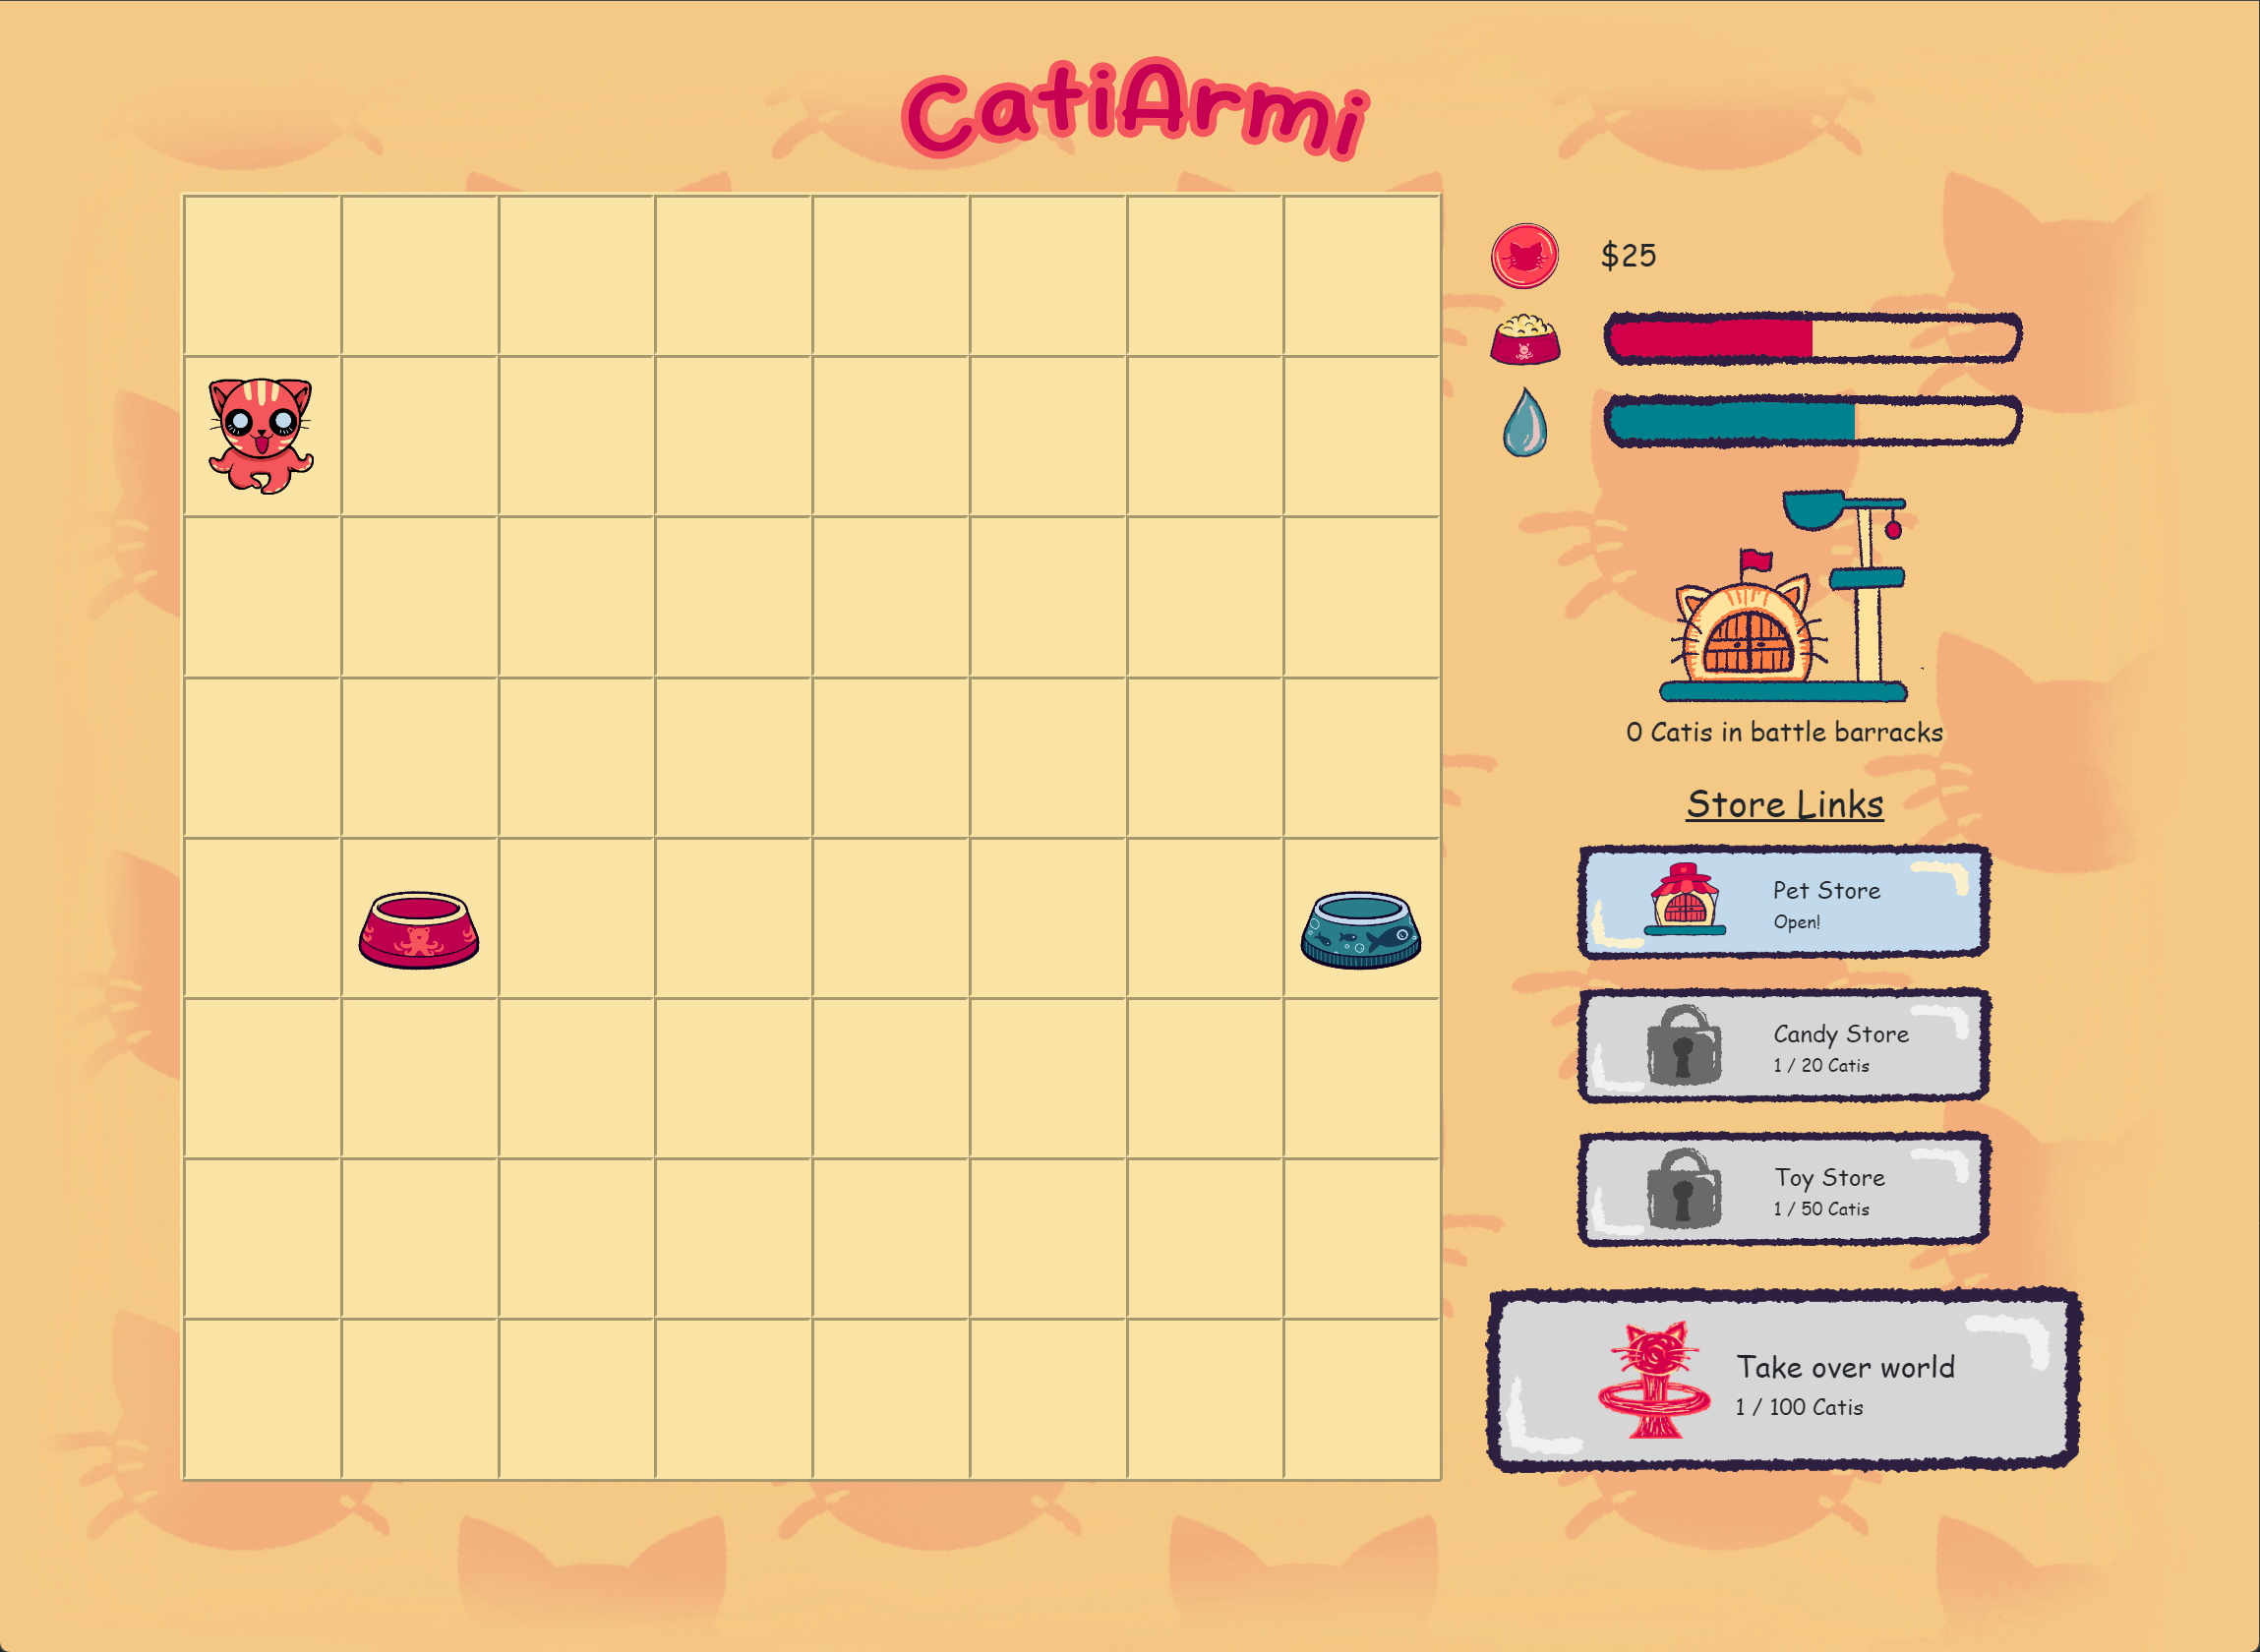 CatiArmi
$25
0 Catis in battle barracks
Store Links
Pet Store
Open!
Candy Store
1 / 20 Catis
Toy Store
1 / 50 Catis
Take over world
1 / 100 Catis